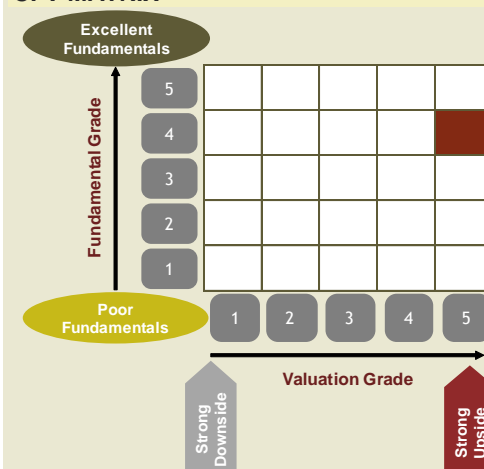 Excellent
Fundamentals
5
4
3
2
1
Fundamental Grade
Poor
Fundamentals
1 2 3 4 5
Valuation Grade
Strong
Downside
Strong
Upside